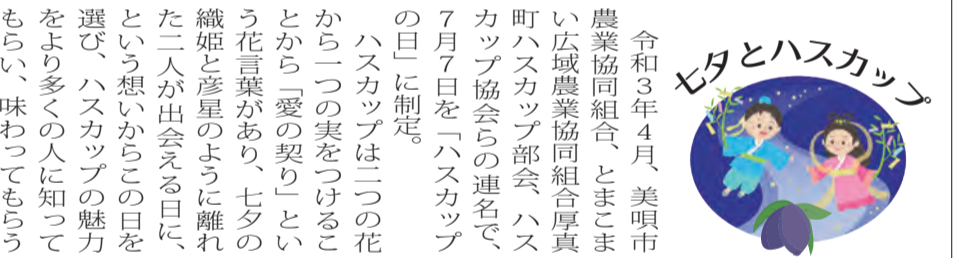 七夕とハスカップ
令和３年４月、美唄市
農業協同組合、とまこま
い広域農業協同組合厚真
町ハスカップ部会、ハス
カップ協会らの連名で、
７月７日を「ハスカップ
の日」に制定。
ハスカップは二つの花
から一つの実をつけるこ
とから「愛の契り」とい
う花言葉があり、七夕の
織姫と彦星のように離れ
た二人が出会える日に、
という想いからこの日を
選び、ハスカップの魅力
をより多くの人に知って
もらい、味わってもらう